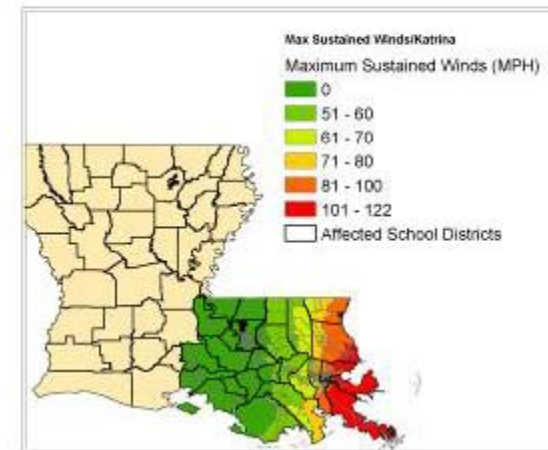 Max Sustained Winds/Katrina
Maximum Sustained Winds (MPH)
0
51 - 60
61 - 70
71 - 80
81 - 100
101 - 122
Affected School Districts